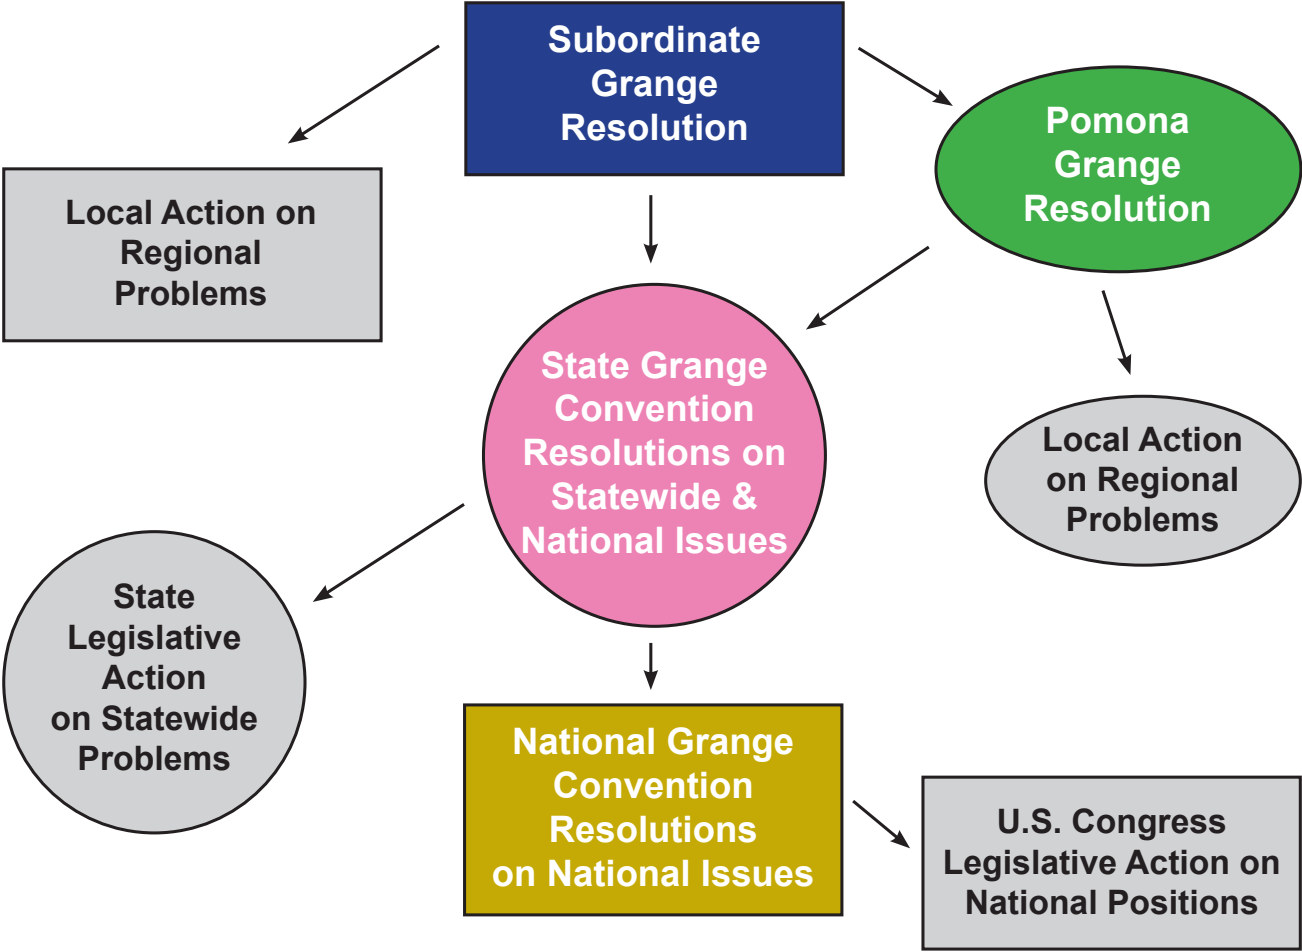 Subordinate
Grange
Resolution
Pomona
Grange
Resolution
Local Action on
Regional
Problems
State Grange
Convention
Resolutions on
Statewide &
National Issues
Local Action
on Regional
Problems
State
Legislative
Action
on Statewide
Problems
National Grange
Convention
Resolutions
on National Issues
U.S. Congress
Legislative Action on
National Positions